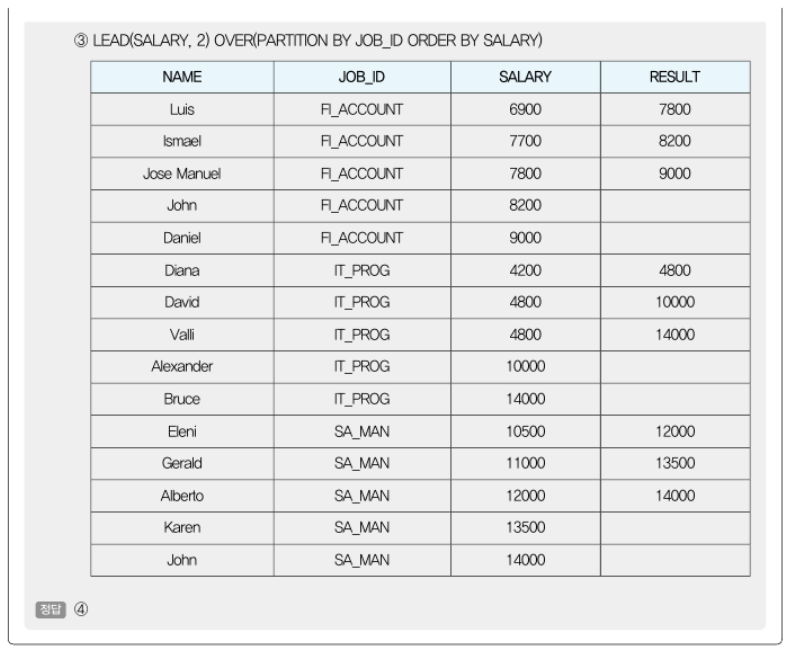 ③ LEAD(SALARY, 2) OVER(PARTITION BY JOB_ID ORDER BY SALARY)
NAME JOB_ID SALARY RESULT
Luis FI_ACCOUNT 6900 7800
Ismael FI_ACCOUNT 7700 8200
Jose Manuel FI_ACCOUNT 7800 9000
John FI_ACCOUNT 8200
Daniel FI_ACCOUNT 9000
Diana IT_PROG 4200 4800
David IT_PROG 4800 10000
Valli IT_PROG 4800 14000
Alexander IT_PROG 10000
Bruce IT_PROG 14000
Eleni SA_MAN 10500 12000
Gerald SA_MAN 11000 13500
Alberto SA_MAN 12000 14000
Karen SA_MAN 13500
John SA_MAN 14000
정답 ④